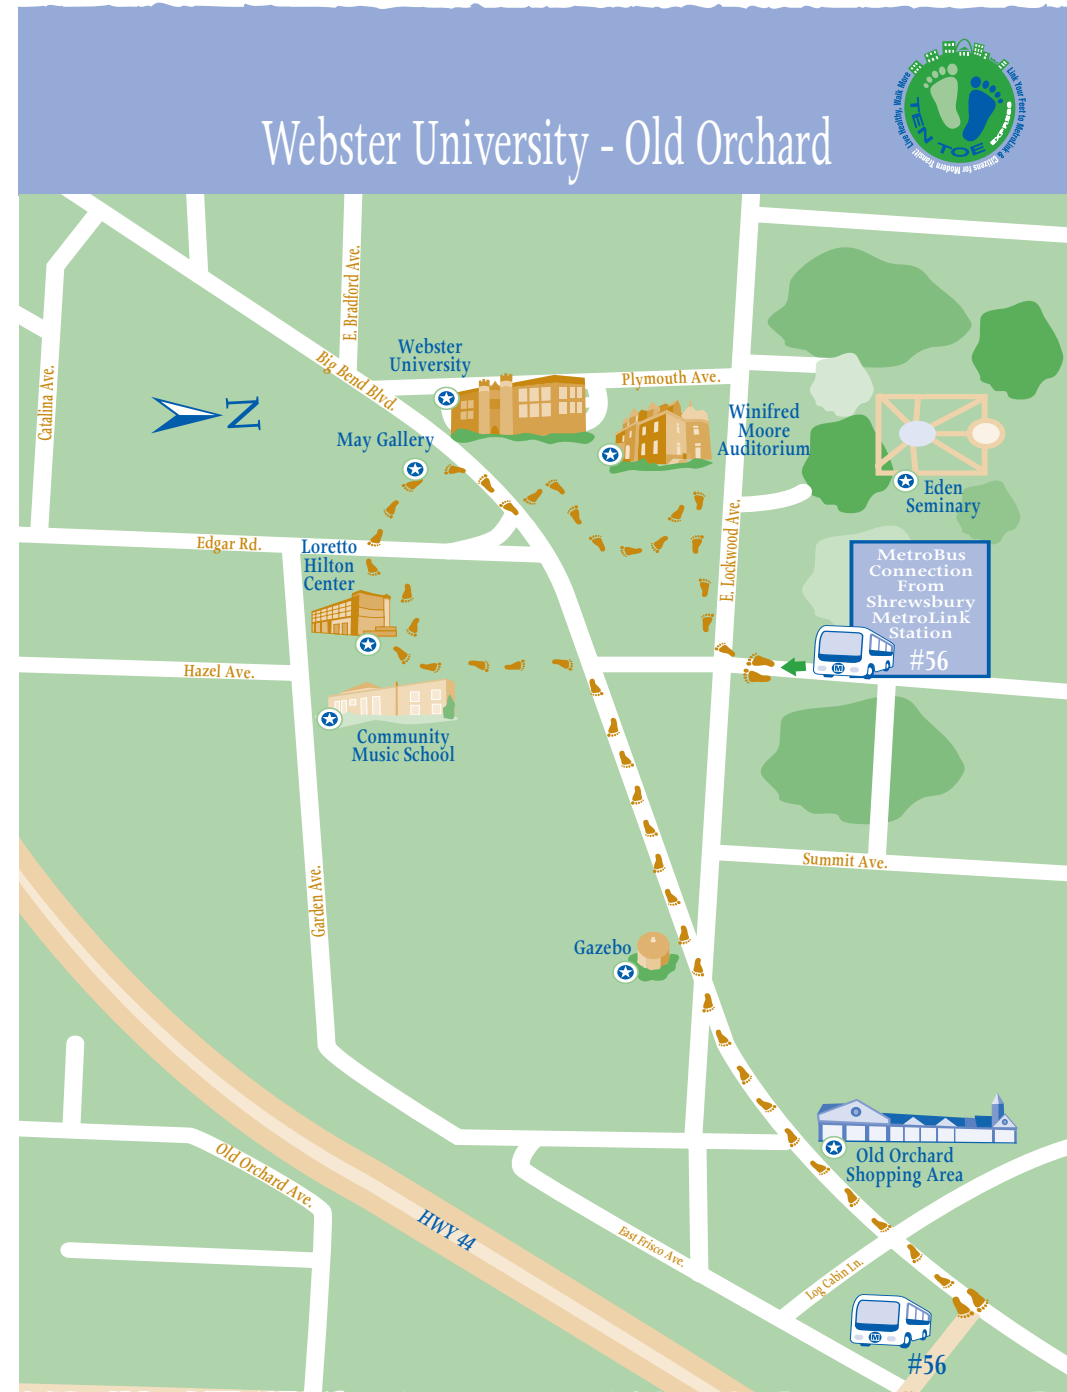 Live Healthy, Walk More
Link Your Feet to MetroLink &
Citizens for Modern Transit!
TEN TOE EXPRESS
Webster University - Old Orchard
E. Bradford Ave.
Big Bend Blvd.
Catalina Ave.
N
Webster
University
Plymouth Ave.
May Gallery
Winifred
Moore
Auditorium
Eden
Seminary
E. Lockwood Ave.
Edgar Rd.
Loretto
Hilton
Center
MetroBus
Connection
From
Shrewsbury
MetroLink
Station
#56
M
Hazel Ave.
Community
Music School
Summit Ave.
Garden Ave.
Gazebo
Old Orchard
Shopping Area
Old Orchard Ave.
HWY 44
East Frisco Ave.
Log Cabin Ln.
M
#56